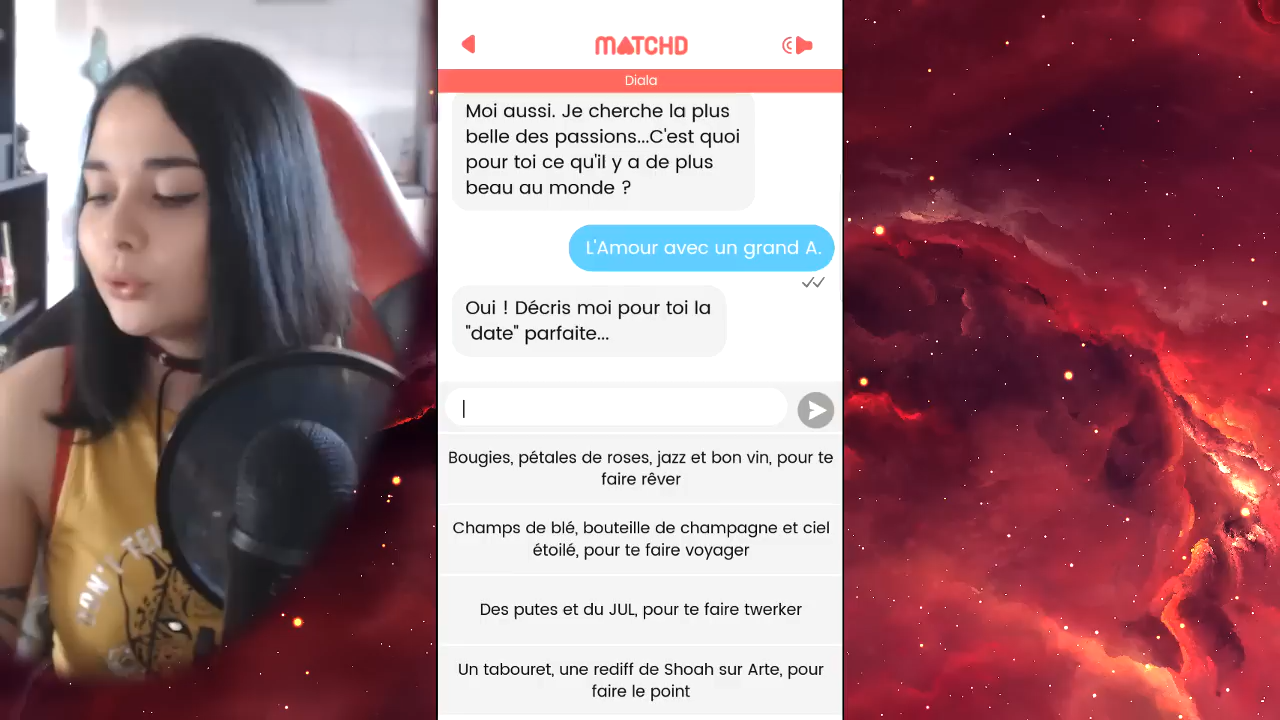 MATCHD
Diala
Moi aussi. Je cherche la plus
belle des passions...C'est quoi
pour toi ce qu'il y a de plus
beau au monde ?
L'Amour avec un grand A.
Oui ! Décris moi pour toi la
"date" parfaite...
Bougies, pétales de roses, jazz et bon vin, pour te
faire rêver
Champs de blé, bouteille de champagne et ciel
étoilé, pour te faire voyager
Des putes et du JUL, pour te faire twerker
Un tabouret, une rediff de Shoah sur Arte, pour
faire le point
DON'T